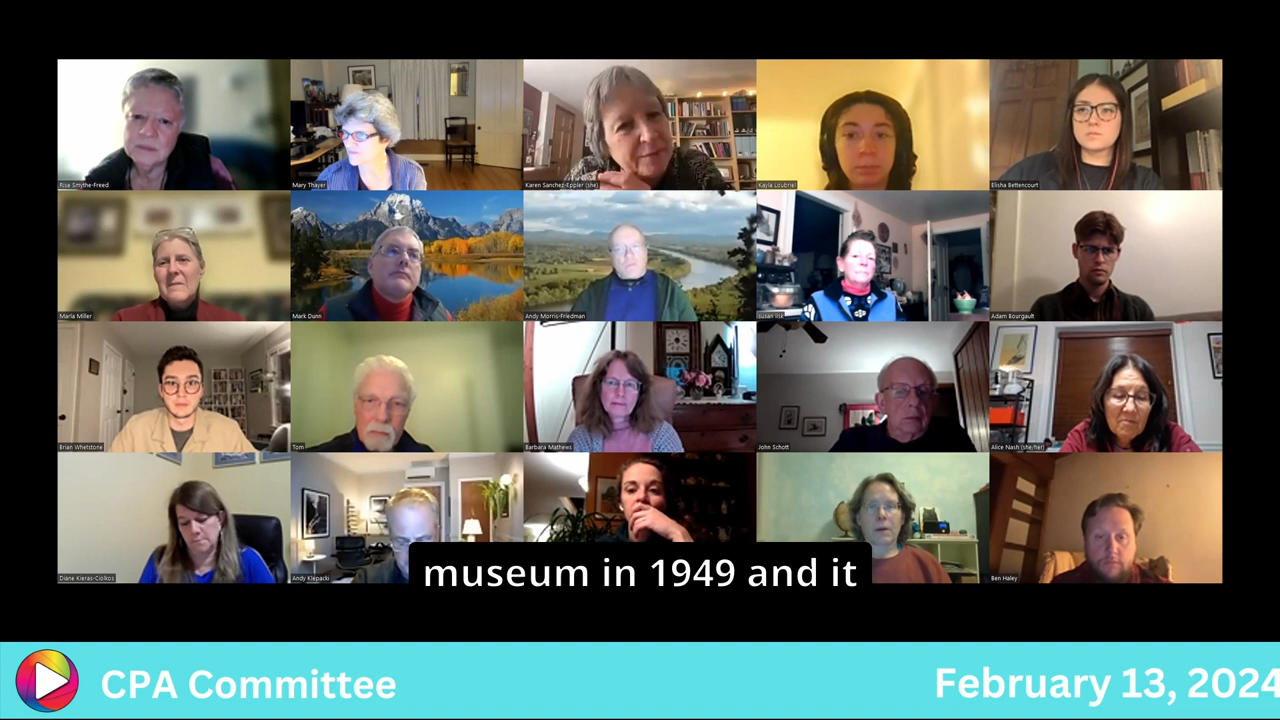 Risa Smythe-Freed
Mary Thayer
Karen Sanchez-Eppler (she)
Kayla Loubriel
Elisha Bettencourt
Marla Miller
Mark Dunn
Andy Morris-Friedman
susan lisk
Adam Bourgault
Brian Whetstone
Tom
Barbara Mathews
John Schott
Alice Nash (she/her)
Diane Kieras-Ciolkos
Andy Klepacki
Ben Haley
museum in 1949 and it
CPA Committee
February 13, 2024